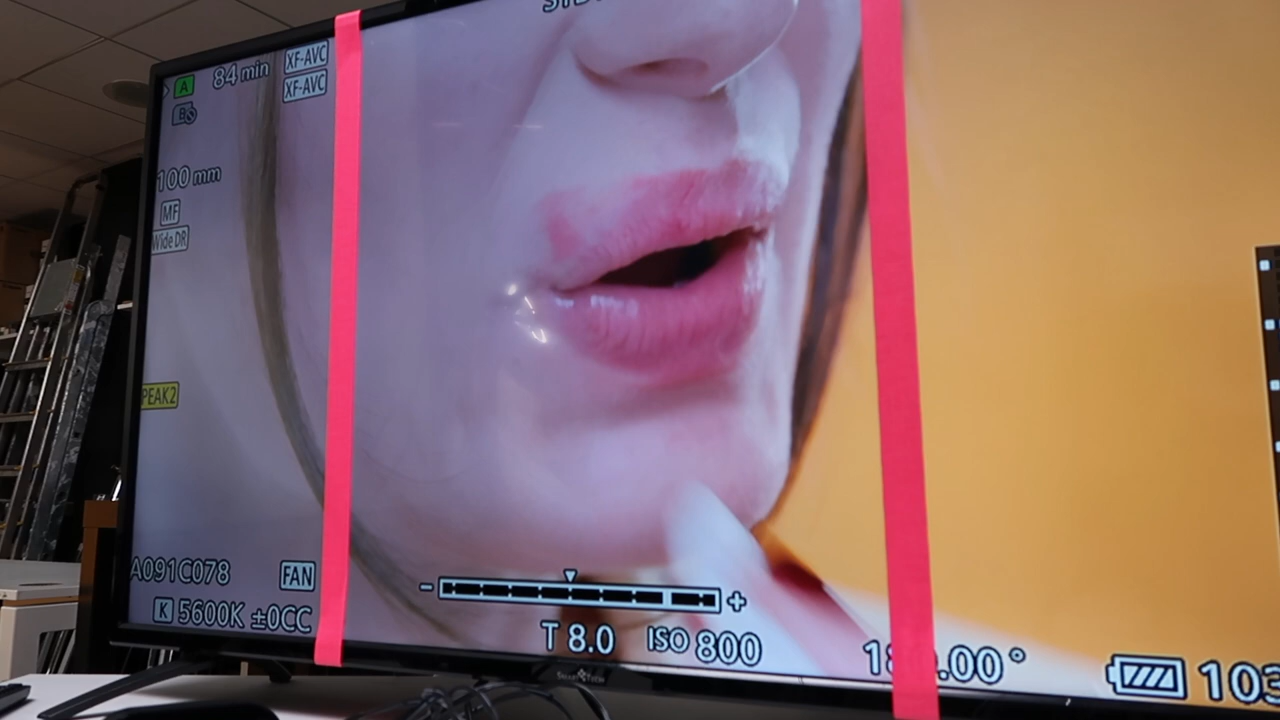 A 84 min XF-AVC
XF-AVC
100 mm
MF
Wide DR
PEAK2
A091C078 FAN
K 5600K ±0CC
- +
T 8.0 ISO 800 .00°
103